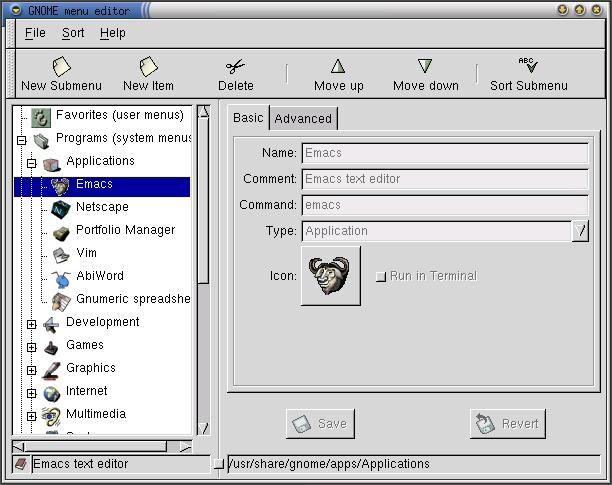 GNOME menu editor
File Sort Help
New Submenu New Item Delete Move up Move down Sort Submenu
Favorites (user menus)
Programs (system menus
Applications
Emacs
Netscape
Portfolio Manager
Vim
AbiWord
Gnumeric spreadshe
Development
Games
Graphics
Internet
Multimedia
Basic Advanced
Name: Emacs
Comment: Emacs text editor
Command: emacs
Type: Application
Icon: Run in Terminal
Save Revert
Emacs text editor /usr/share/gnome/apps/Applications